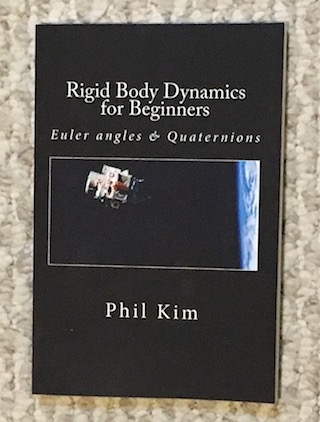 Rigid Body Dynamics
for Beginners
Euler angles & Quaternions
Phil Kim